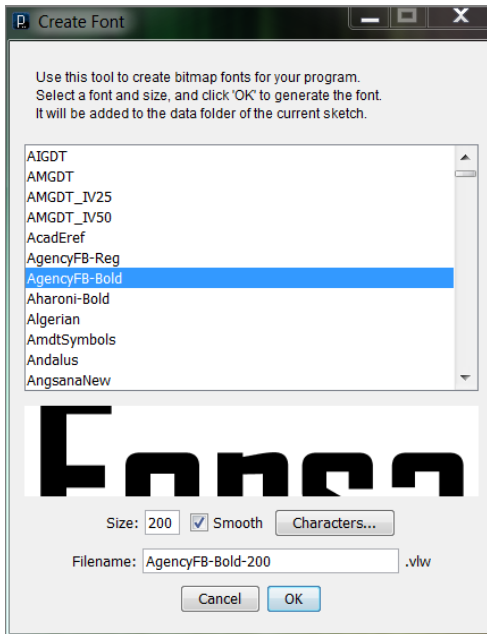 Create Font
Use this tool to create bitmap fonts for your program.
Select a font and size, and click 'OK' to generate the font.
It will be added to the data folder of the current sketch.
AIGDT
AMGDT
AMGDT_IV25
AMGDT_IV50
AcadEref
AgencyFB-Reg
AgencyFB-Bold
Aharoni-Bold
Algerian
AmdtSymbols
Andalus
AngsanaNew
Size: 200 Smooth Characters...
Filename: AgencyFB-Bold-200 .vlw
Cancel OK